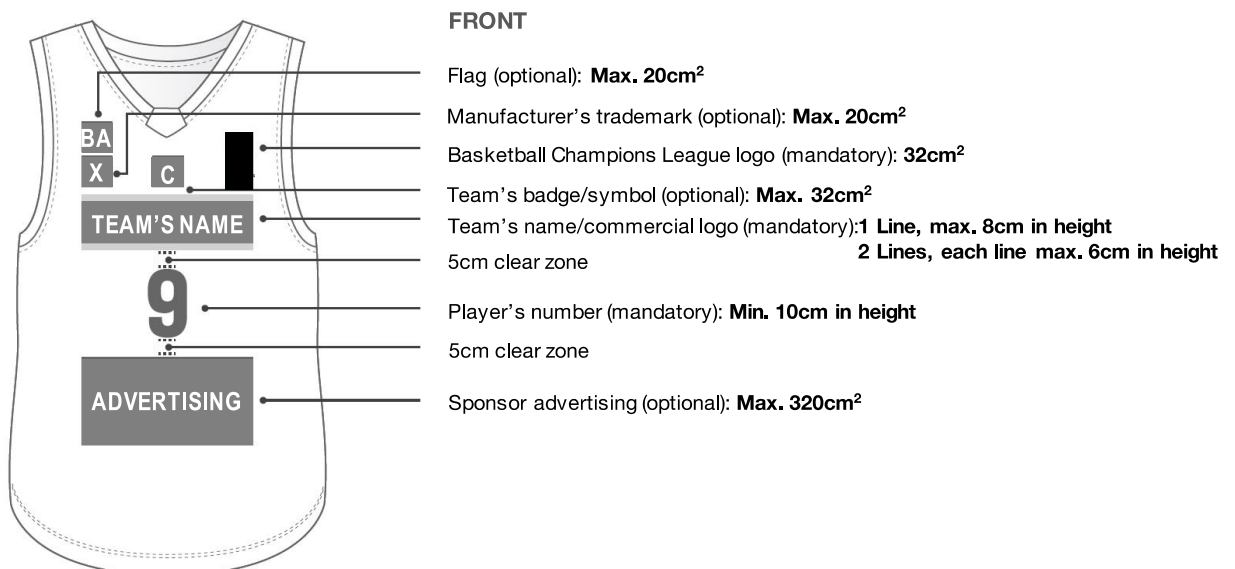 FRONT
Flag (optional): Max. 20cm²
Manufacturer's trademark (optional): Max. 20cm²
Basketball Champions League logo (mandatory): 32cm²
Team's badge/symbol (optional): Max. 32cm²
Team's name/commercial logo (mandatory):1 Line, max. 8cm in height
2 Lines, each line max. 6cm in height
5cm clear zone
Player's number (mandatory): Min. 10cm in height
5cm clear zone
Sponsor advertising (optional): Max. 320cm²
BA
X
C
TEAM'S NAME
9
ADVERTISING